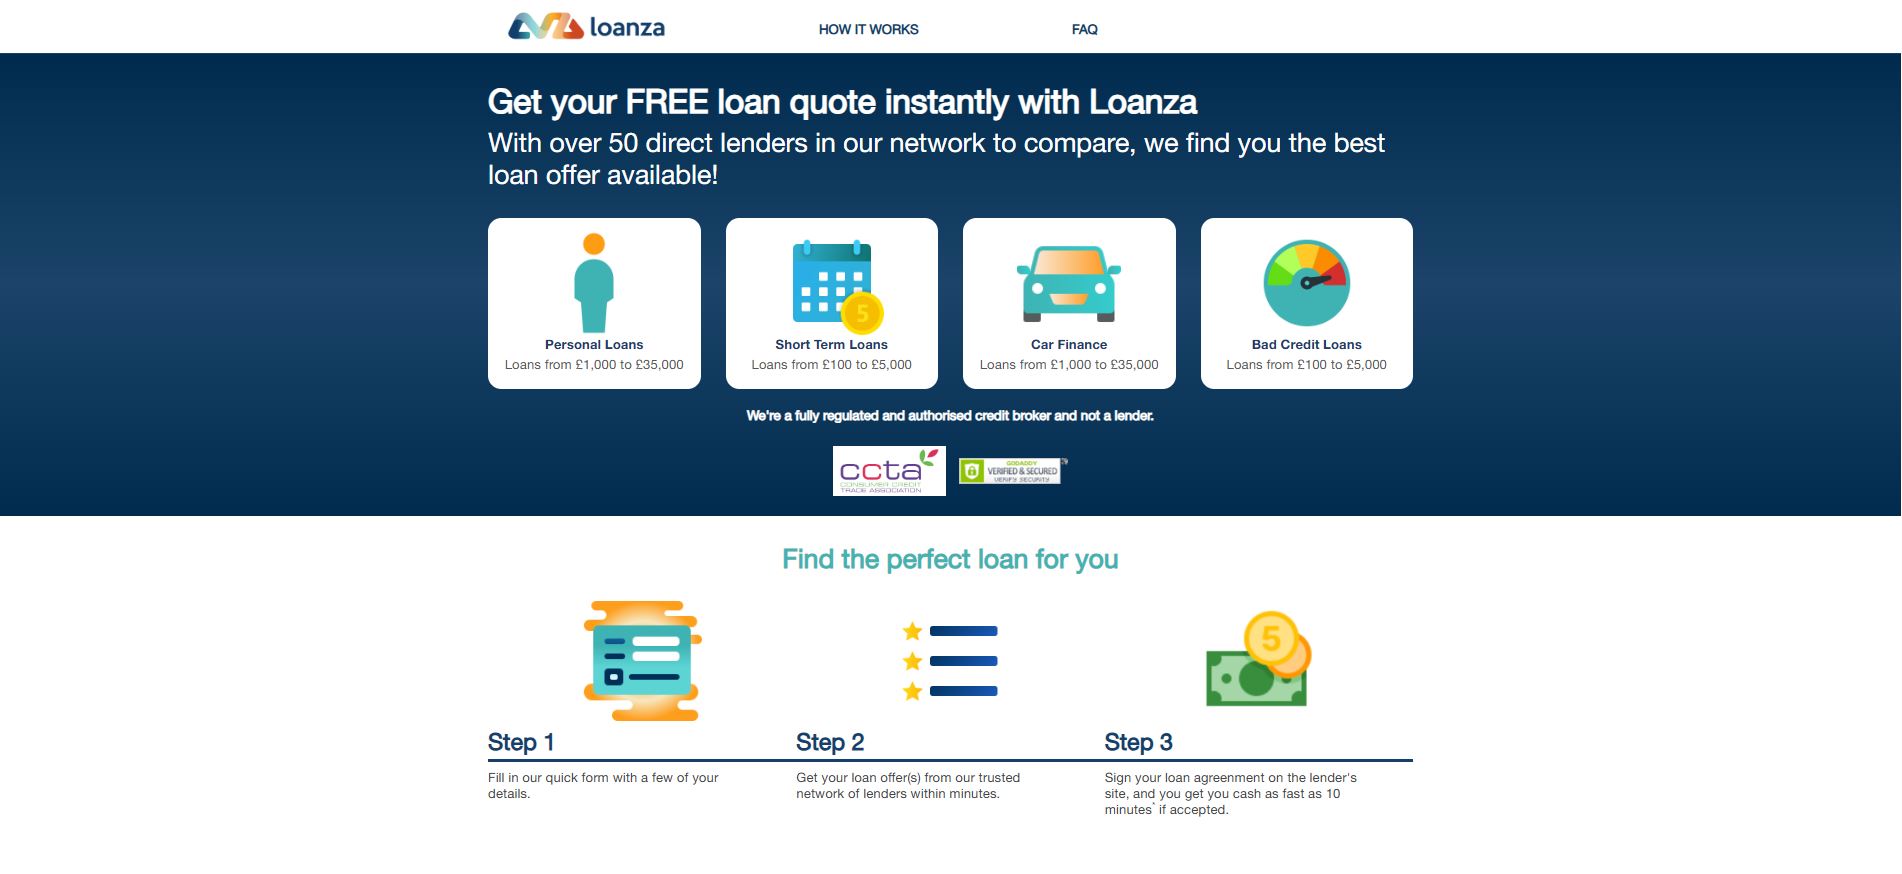 loanza
HOW IT WORKS
FAQ
Get your FREE loan quote instantly with Loanza
With over 50 direct lenders in our network to compare, we find you the best
loan offer available!
5
Personal Loans
Loans from £1,000 to £35,000
Short Term Loans
Loans from £100 to £5,000
Car Finance
Loans from £1,000 to £35,000
Bad Credit Loans
Loans from £100 to £5,000
We're a fully regulated and authorised credit broker and not a lender.
ccta
CONSUMER CREDIT
TRADE ASSOCIATION
GODADDY
VERIFIED & SECURED
VERIFY SECURITY
Find the perfect loan for you
5
Step 1
Fill in our quick form with a few of your
details.
Step 2
Get your loan offer(s) from our trusted
network of lenders within minutes.
Step 3
Sign your loan agreenment on the lender's
site, and you get you cash as fast as 10
minutes* if accepted.